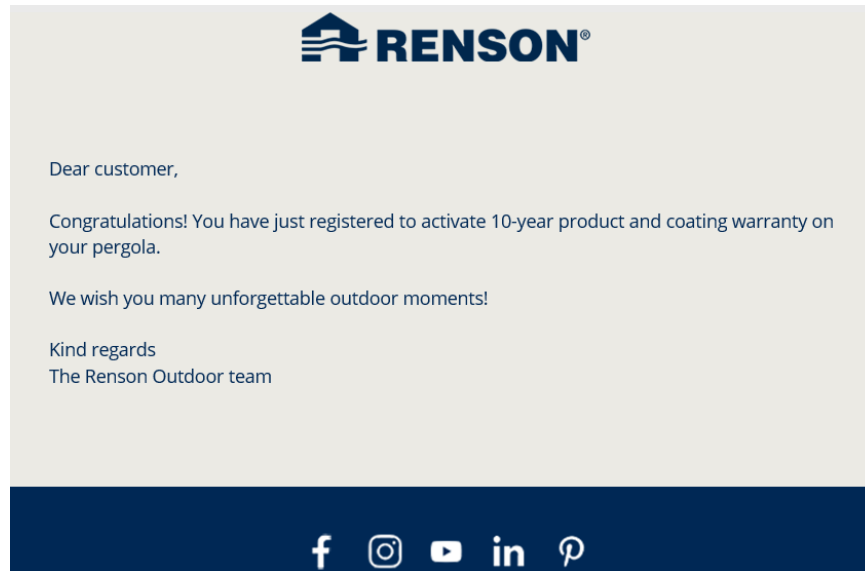 RENSON®
Dear customer,
Congratulations! You have just registered to activate 10-year product and coating warranty on
your pergola.
We wish you many unforgettable outdoor moments!
Kind regards
The Renson Outdoor team